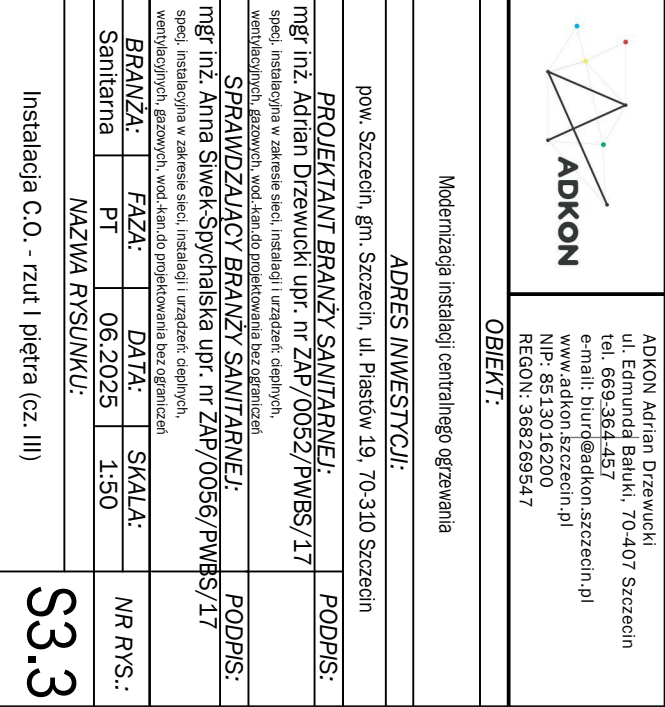 ADKON
ADKON Adrian Drzewucki
ul. Edmunda Bałuki, 70-407 Szczecin
tel. 669-364-457
e-mail: biuro@adkon.szczecin.pl
www.adkon.szczecin.pl
NIP: 8513016200
REGON: 368269547
OBIEKT:
Modernizacja instalacji centralnego ogrzewania
ADRES INWESTYCJI:
pow. Szczecin, gm. Szczecin, ul. Piastów 19, 70-310 Szczecin
PROJEKTANT BRANŻY SANITARNEJ:
PODPIS:
mgr inż. Adrian Drzewucki upr. nr ZAP/0052/PWBS/17
specj. instalacyjna w zakresie sieci, instalacji i urządzeń: cieplnych,
wentylacyjnych, gazowych, wod.-kan.do projektowania bez ograniczeń
SPRAWDZAJĄCY BRANŻY SANITARNEJ:
PODPIS:
mgr inż. Anna Siwek-Spychalska upr. nr ZAP/0056/PWBS/17
specj. instalacyjna w zakresie sieci, instalacji i urządzeń: cieplnych,
wentylacyjnych, gazowych, wod.-kan.do projektowania bez ograniczeń
BRANŻA:
FAZA:
DATA:
SKALA:
NR RYS.:
Sanitarna
PT
06.2025
1:50
NAZWA RYSUNKU:
Instalacja C.O. - rzut I piętra (cz. III)
S3.3